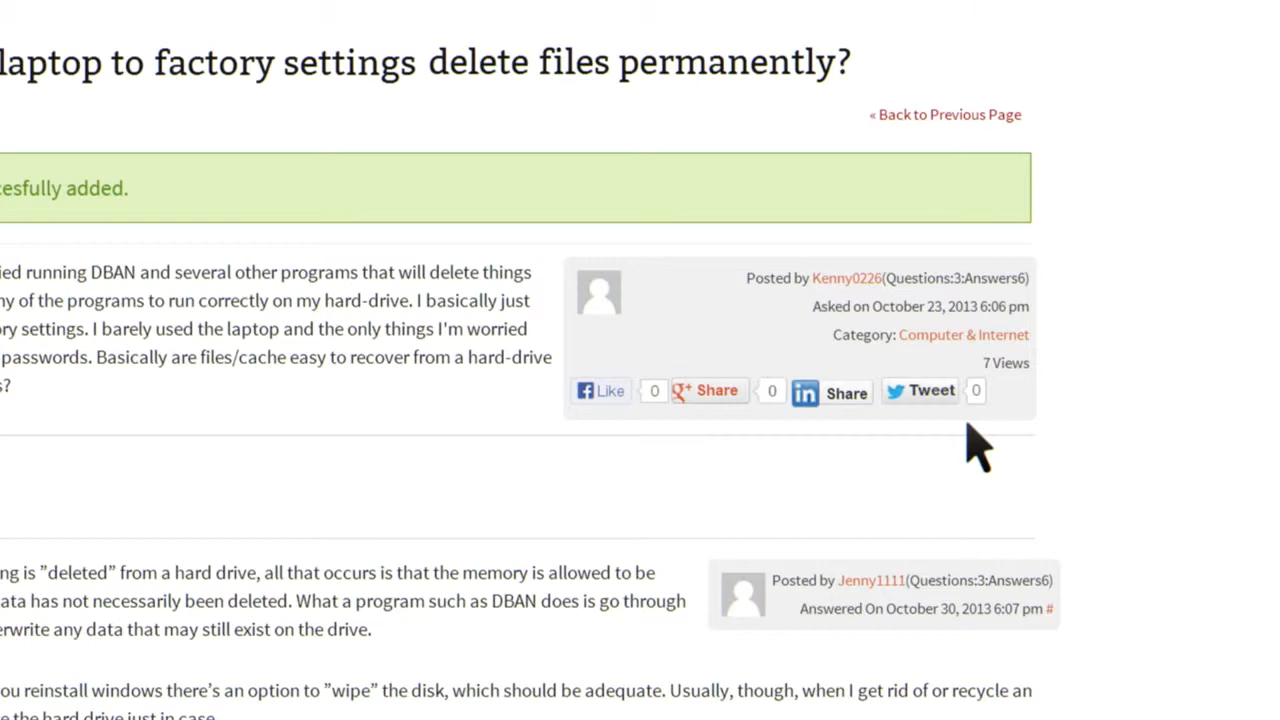 laptop to factory settings delete files permanently?
« Back to Previous Page
cesfully added.
ied running DBAN and several other programs that will delete things
ny of the programs to run correctly on my hard-drive. I basically just
ory settings. I barely used the laptop and the only things I'm worried
passwords. Basically are files/cache easy to recover from a hard-drive
s?
Posted by Kenny0226(Questions:3:Answers6)
Asked on October 23, 2013 6:06 pm
Category: Computer & Internet
7 Views
Like 0 Share 0 in Share Tweet 0
ng is ”deleted” from a hard drive, all that occurs is that the memory is allowed to be
ata has not necessarily been deleted. What a program such as DBAN does is go through
erwrite any data that may still exist on the drive.
Posted by Jenny1111(Questions:3:Answers6)
Answered On October 30, 2013 6:07 pm #
ou reinstall windows there's an option to ”wipe” the disk, which should be adequate. Usually, though, when I get rid of or recycle an
e the hard drive just in case.